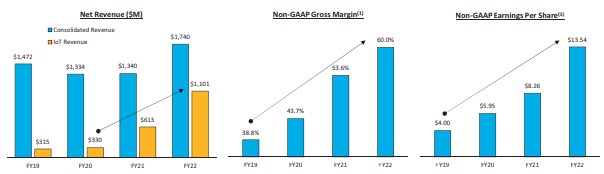 Net Revenue ($M)
Consolidated Revenue
IoT Revenue
$1,472
$315
$1,334
$330
$1,340
$613
$1,740
$1,101
FY19
FY20
FY21
FY22
Non-GAAP Gross Margin(1)
38.8%
43.7%
53.6%
60.0%
FY19
FY20
FY21
FY22
Non-GAAP Earnings Per Share(1)
$4.00
$5.95
$8.26
$13.54
FY19
FY20
FY21
FY22